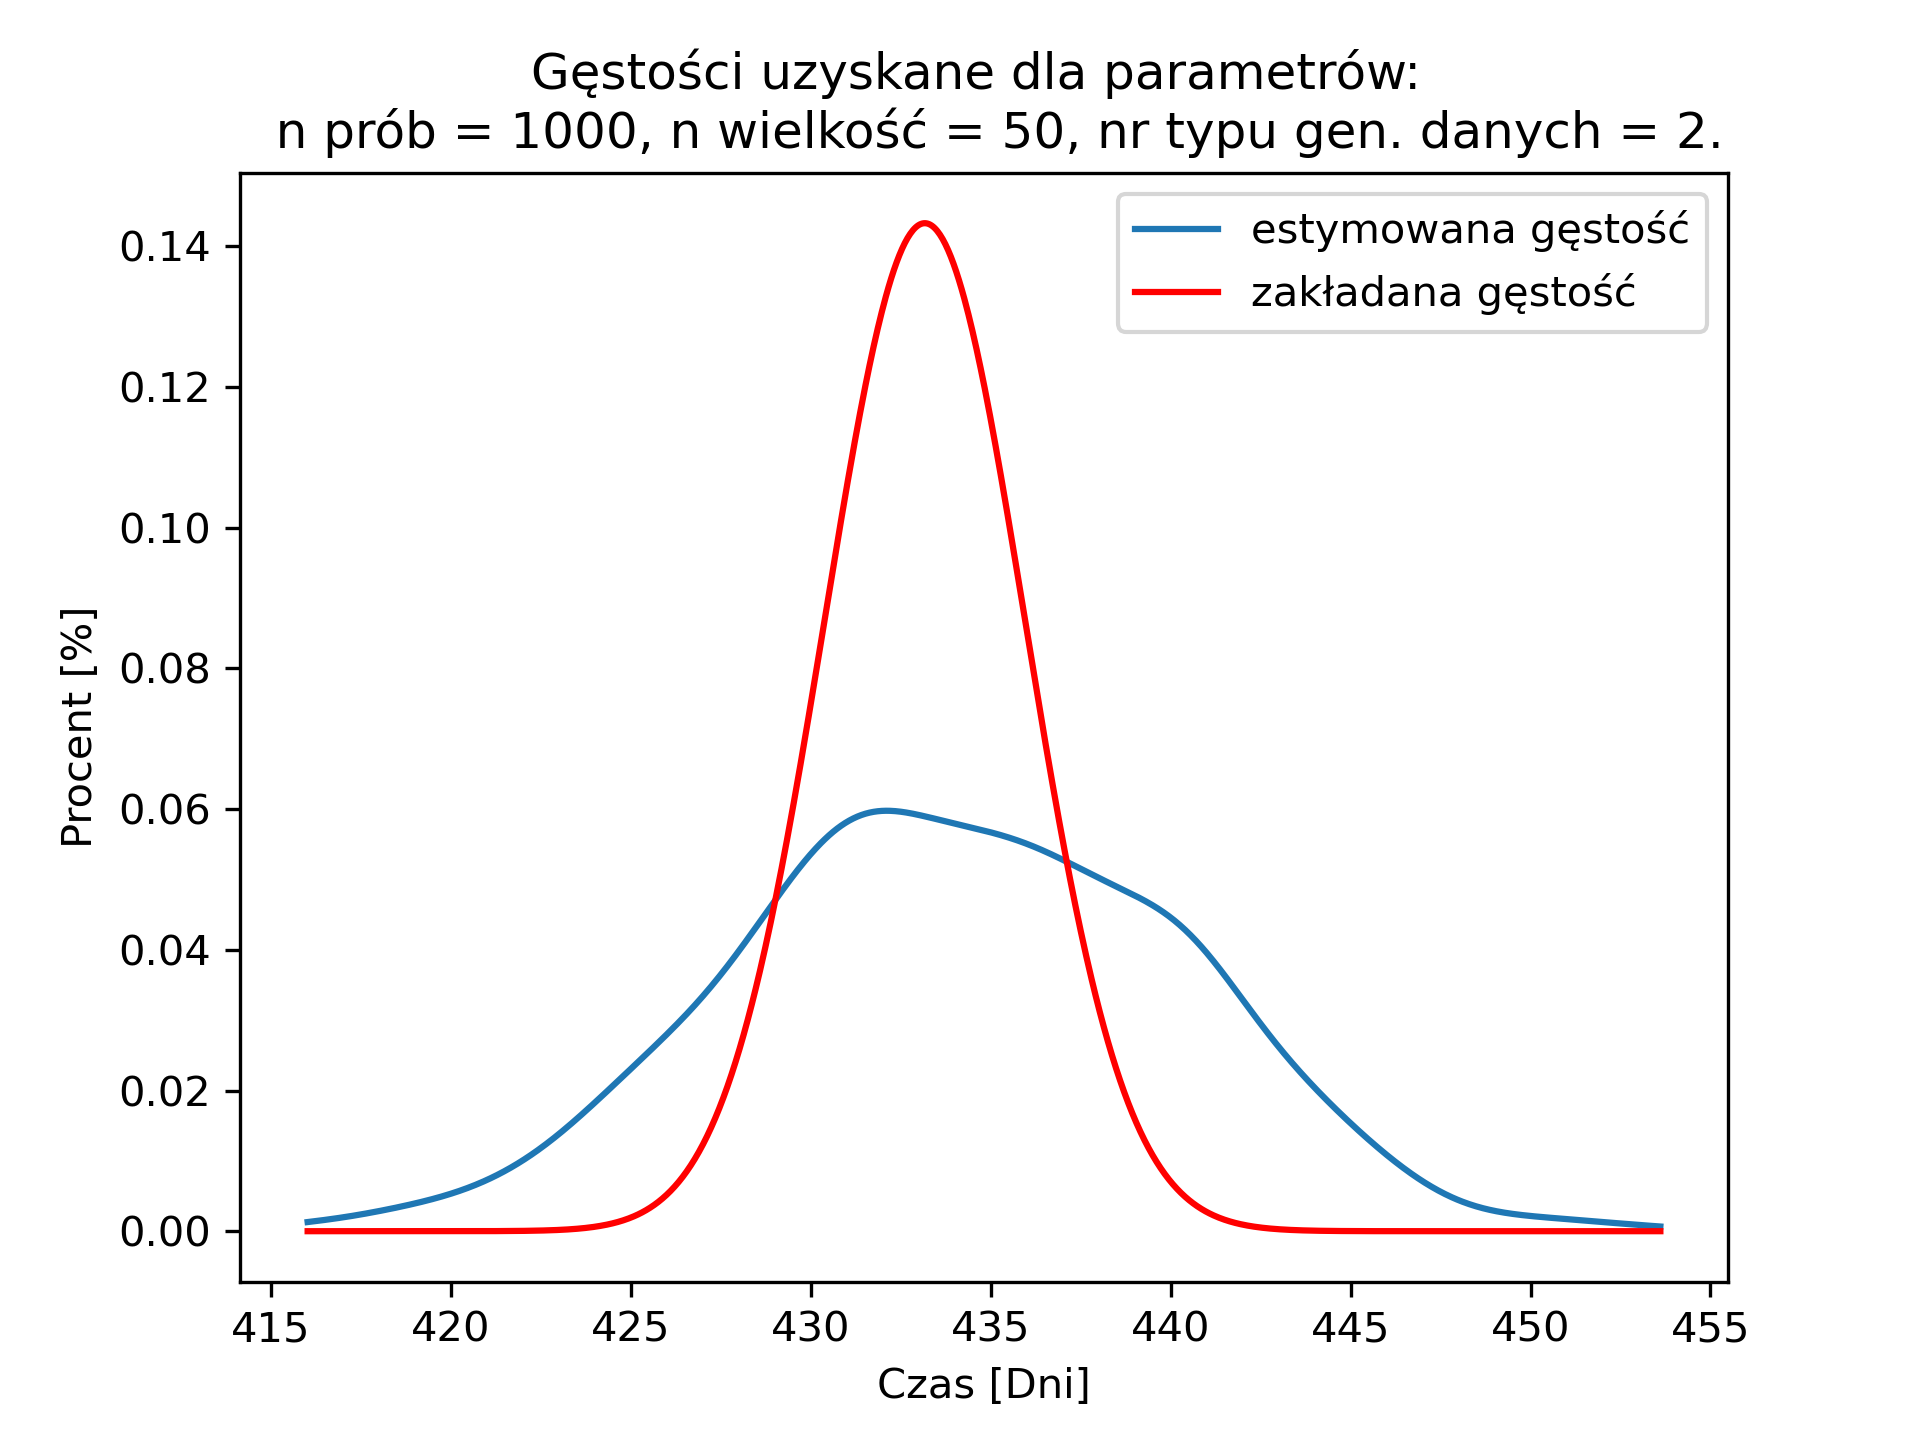 Gęstości uzyskane dla parametrów:
n prób = 1000, n wielkość = 50, nr typu gen. danych = 2.
estymowana gęstość
zakładana gęstość
0.14
0.12
0.10
0.08
0.06
0.04
0.02
0.00
Procent [%]
415 420 425 430 435 440 445 450 455
Czas [Dni]